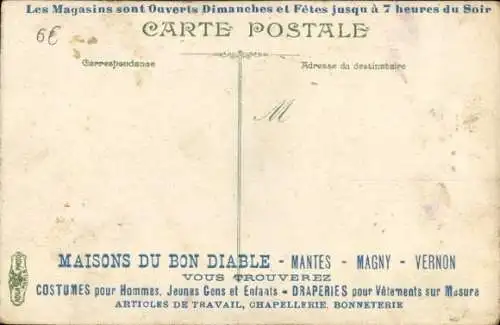 Les Magasins sont Ouverts Dimanches et Fêtes jusqu'à 7 heures du Soir
6€
CARTE POSTALE
Correspondance
Adresse du destinataire
M
MAISONS DU BON DIABLE - MANTES - MAGNY - VERNON
VOUS TROUVEREZ
COSTUMES pour Hommes, Jeunes Gens et Enfants - DRAPERIES pour Vêtements sur Mesure
ARTICLES DE TRAVAIL, CHAPELLERIE, BONNETERIE